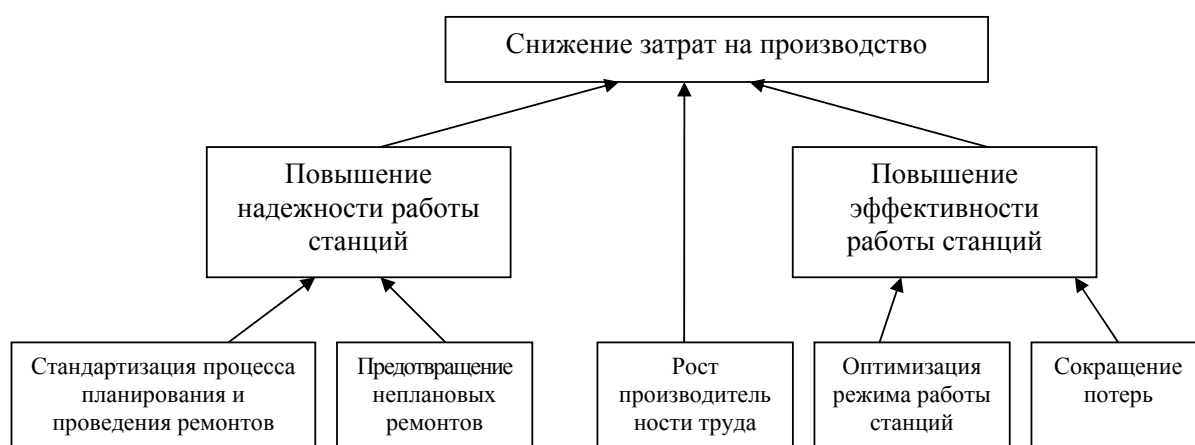 Снижение затрат на производство
Повышение
надежности работы
станций
Повышение
эффективности
работы станций
Стандартизация процесса
планирования и
проведения ремонтов
Предотвращение
неплановых
ремонтов
Рост
производитель
ности труда
Оптимизация
режима работы
станций
Сокращение
потерь